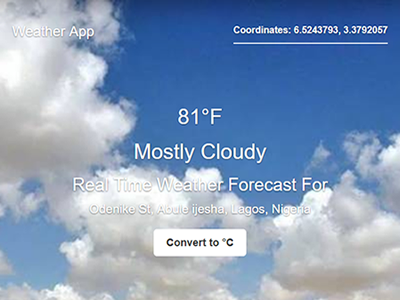 Weather App
Coordinates: 6.5243793, 3.3792057
81°F
Mostly Cloudy
Real Time Weather Forecast For
Odenike St, Agule ijesha, Lagos, Nigeria
Convert to °C